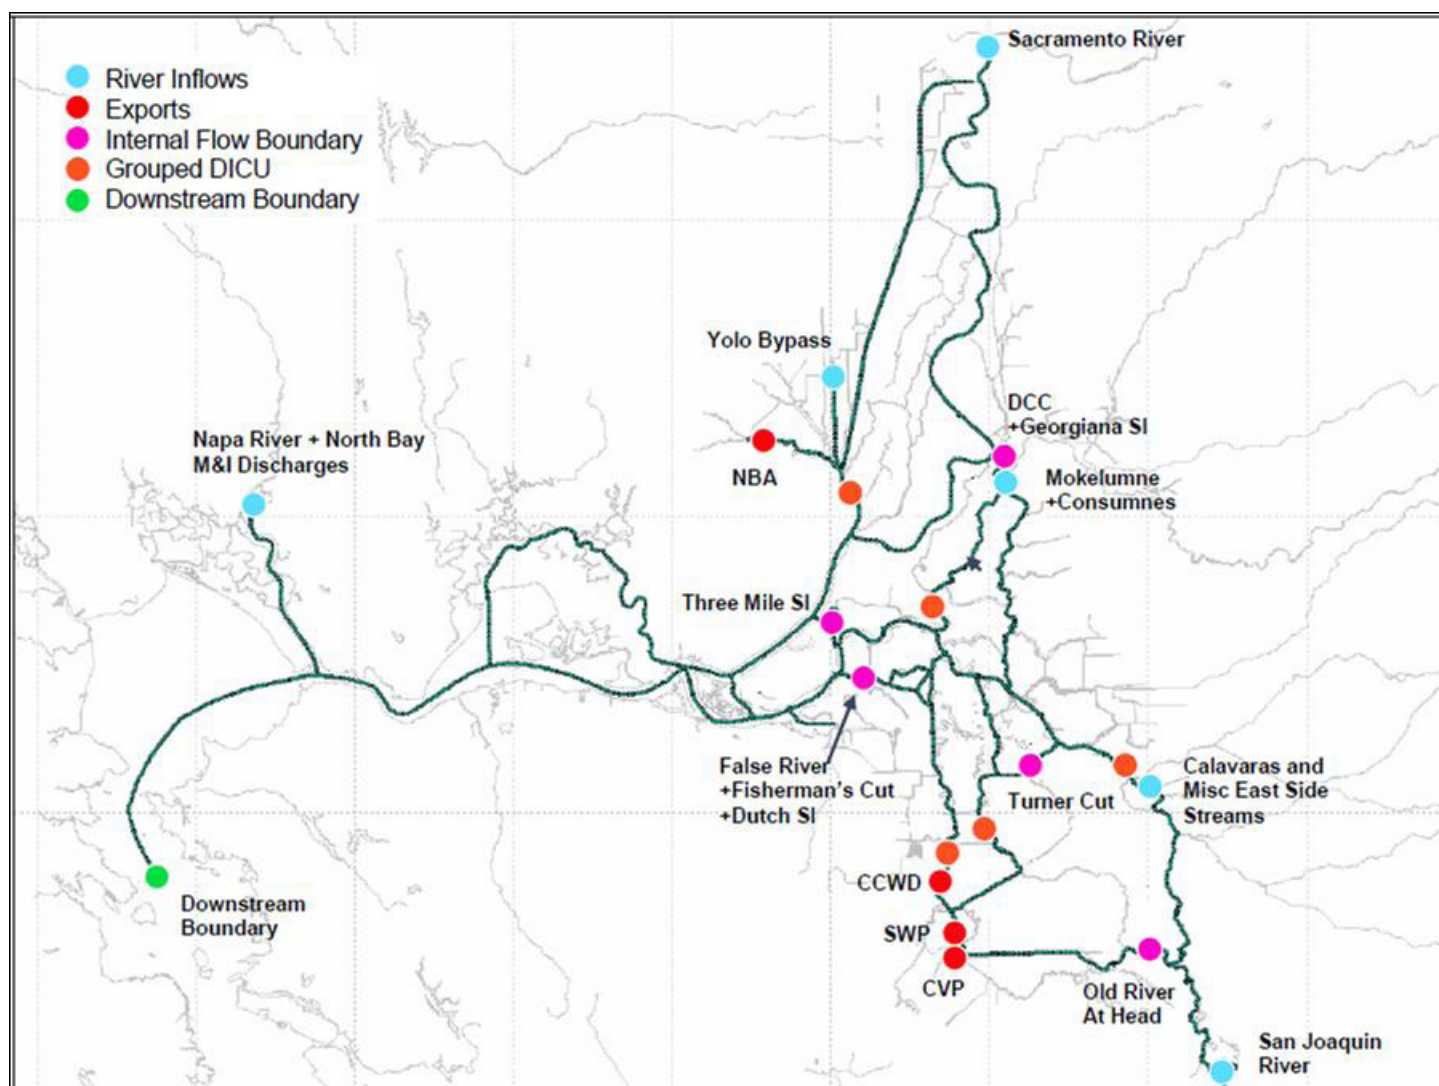 Sacramento River
River Inflows
Exports
Internal Flow Boundary
Grouped DICU
Downstream Boundary
Yolo Bypass
DCC
+Georgiana Sl
Napa River + North Bay
M&I Discharges
NBA
Mokelumne
+Consumnes
Three Mile Sl
False River
+Fisherman's Cut
+Dutch Sl
Turner Cut
Calavaras and
Misc East Side
Streams
CCWD
Downstream
Boundary
SWP
CVP
Old River
At Head
San Joaquin
River